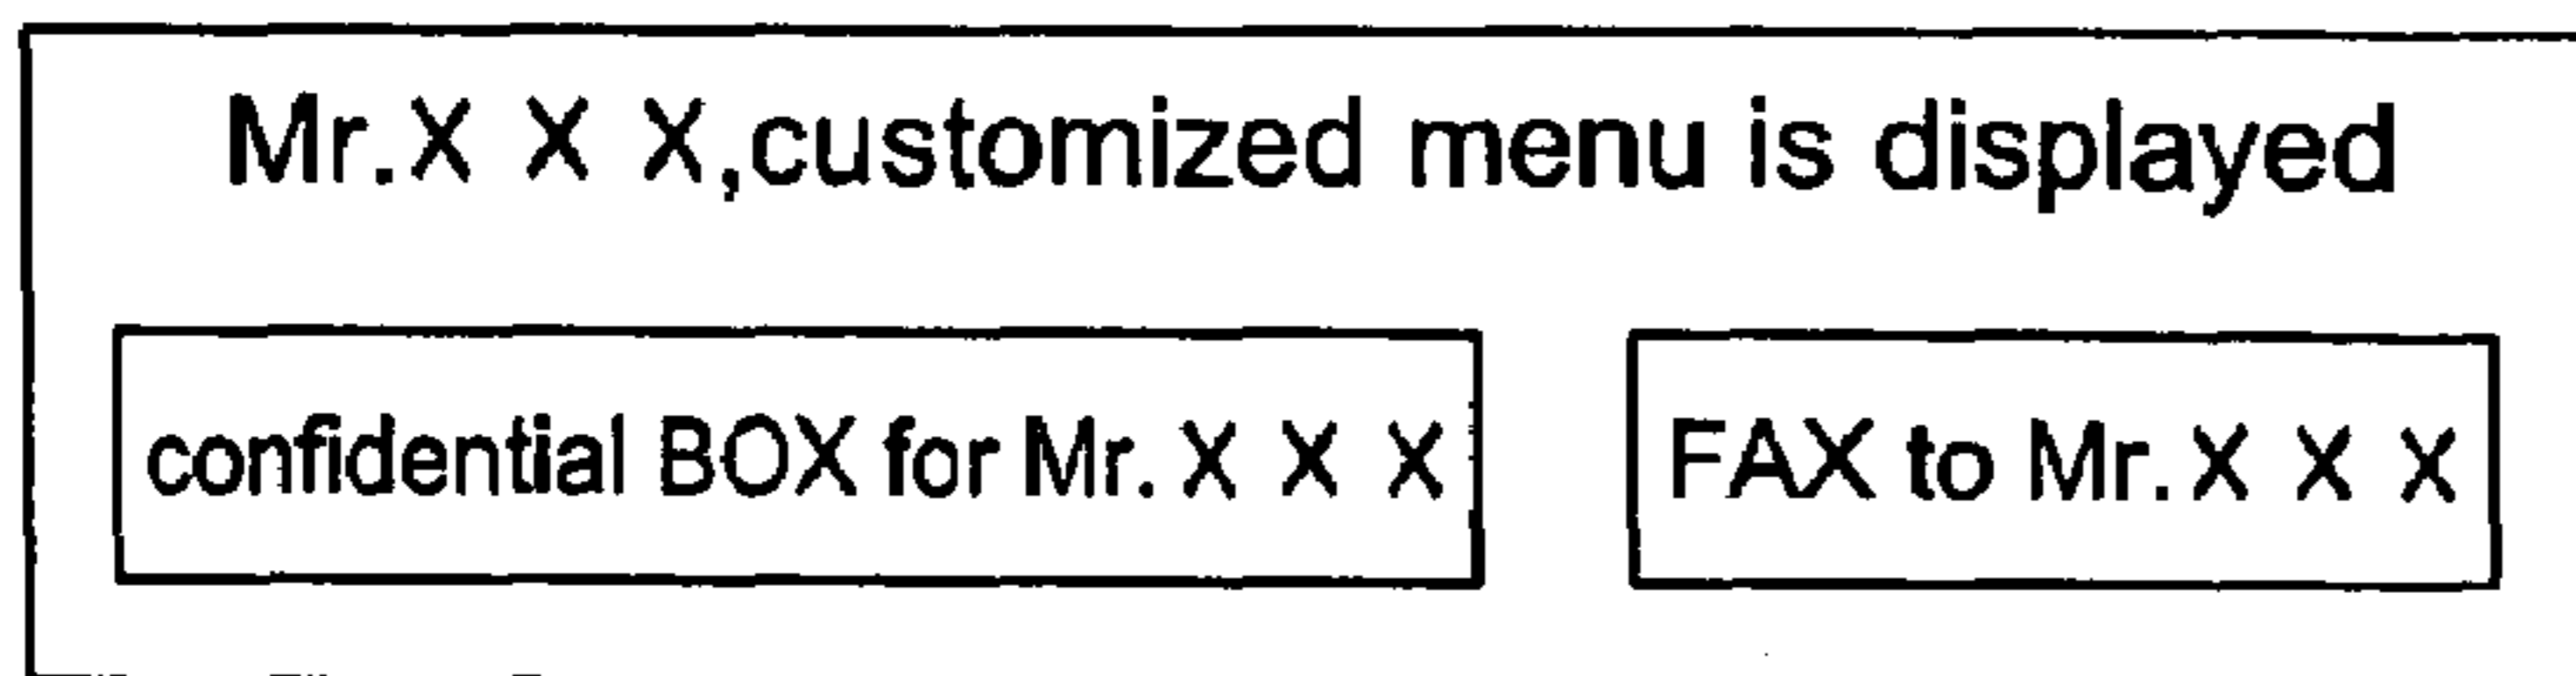 Mr.X X X,customized menu is displayed
confidential BOX for Mr. X X X
FAX to Mr.X X X